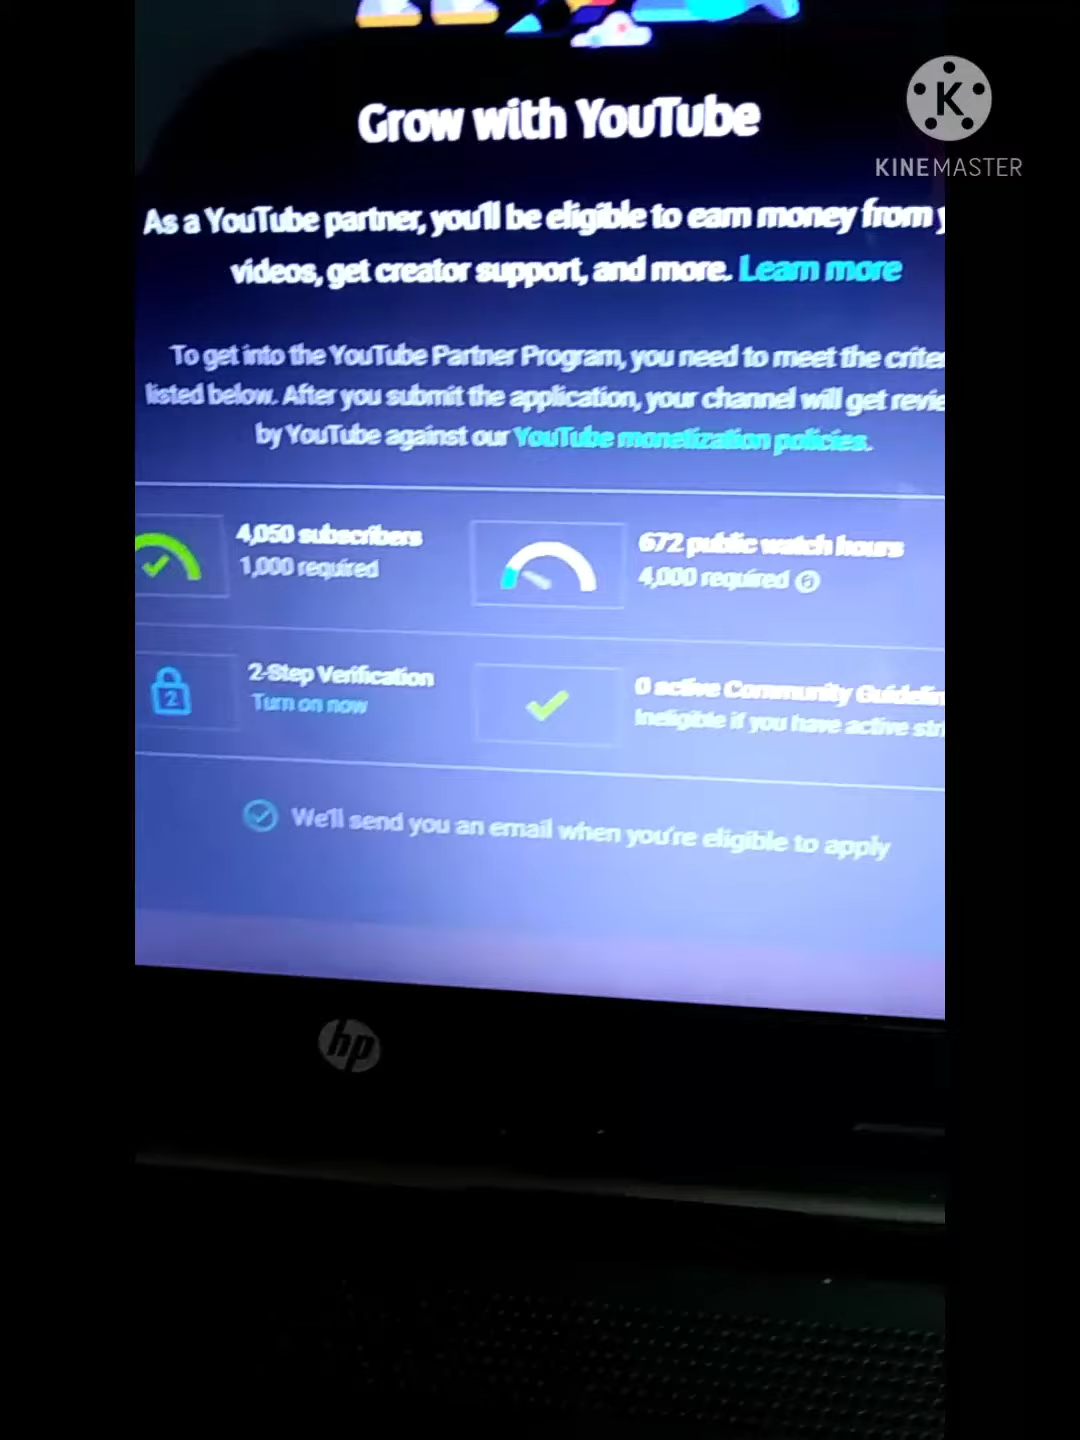 Grow with YouTube
K
KINEMASTER
As a YouTube partner, you'll be eligible to earn money from
videos, get creator support, and more. Learn more
To get into the YouTube Partner Program, you need to meet the
listed below. After you submit the application, your channel will get
by YouTube against our YouTube monetization policies.
4,050 subscribers
1,000 required
672 public watch hours
4,000 required
2
2-Step Verification
Turn on now
0 active Community
Ineligible if you have active
We'll send you an email when you're eligible to apply
hp